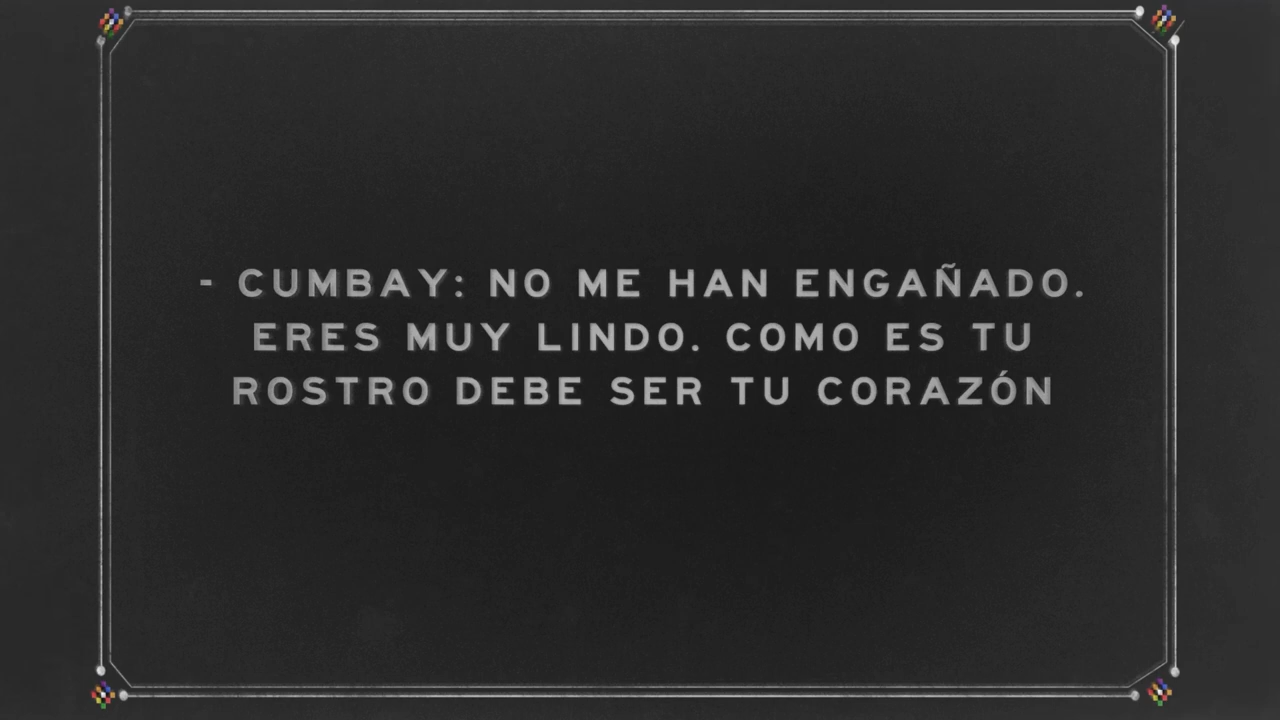 - CUMBAY: NO ME HAN ENGAÑADO.
ERES MUY LINDO. COMO ES TU
ROSTRO DEBE SER TU CORAZÓN